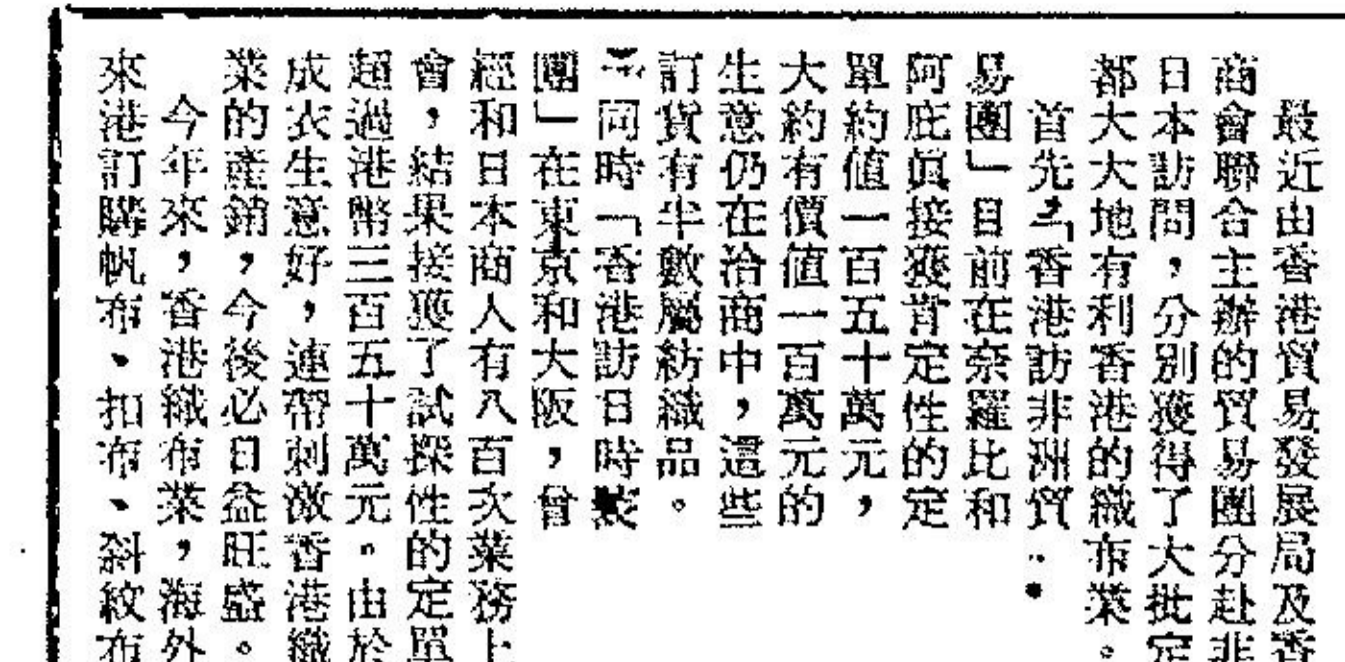 最近由香港貿易發展局及香
商會聯合主辦的貿易團分赴非
日本訪問，分別獲得了大批定
都大大地有利香港的織布業。
首先「香港訪非洲貿
易團」日前在奈羅比和
阿庇眞接獲肯定性的定
單約值一百五十萬元，
大約有價值一百萬元的
生意仍在洽商中，這些
訂貨有半數屬紡織品。
同時「香港訪日時裝
團」在東京和大阪，曾
經和日本商人有八百次業務上
會，結果接獲了試探性的定單
超過港幣三百五十萬元。由於
成衣生意好，連帶刺激香港織
業的產銷，今後必日益旺盛。
今年來，香港織布業，海外
來港訂購帆布、扣布、斜紋布